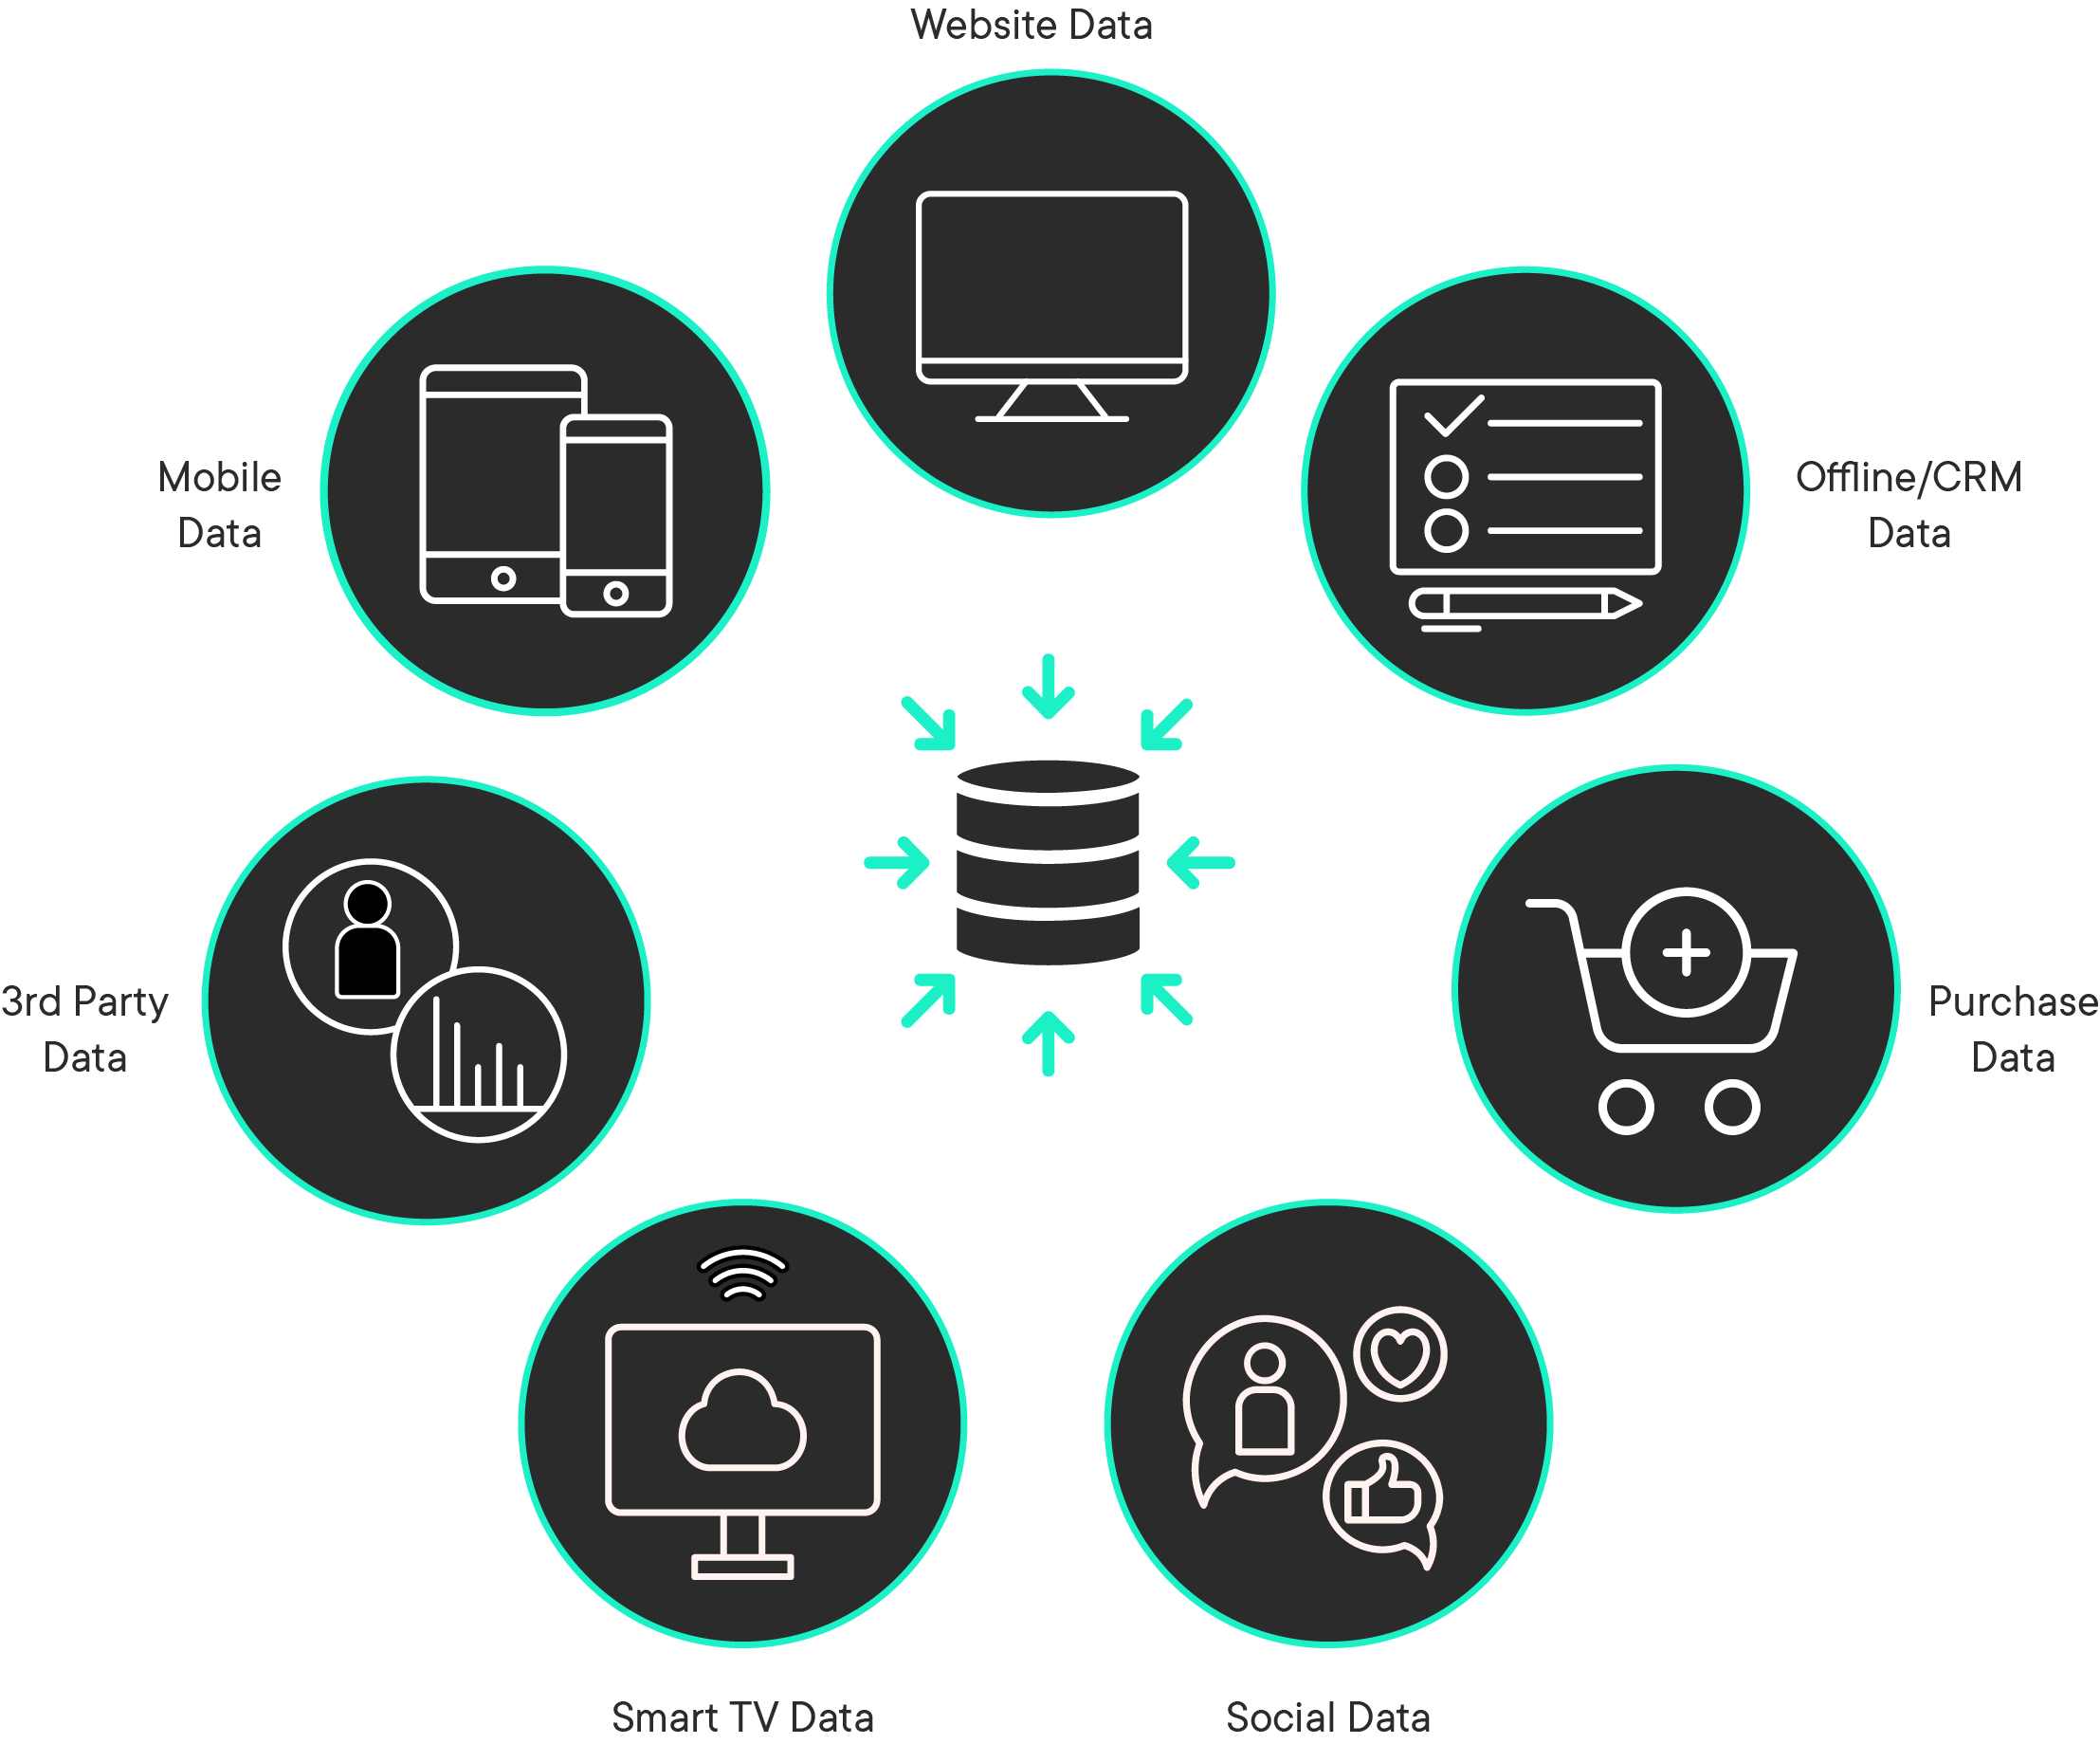 Website Data
Mobile
Data
Offline/CRM
Data
3rd Party
Data
Purchase
Data
Smart TV Data
Social Data